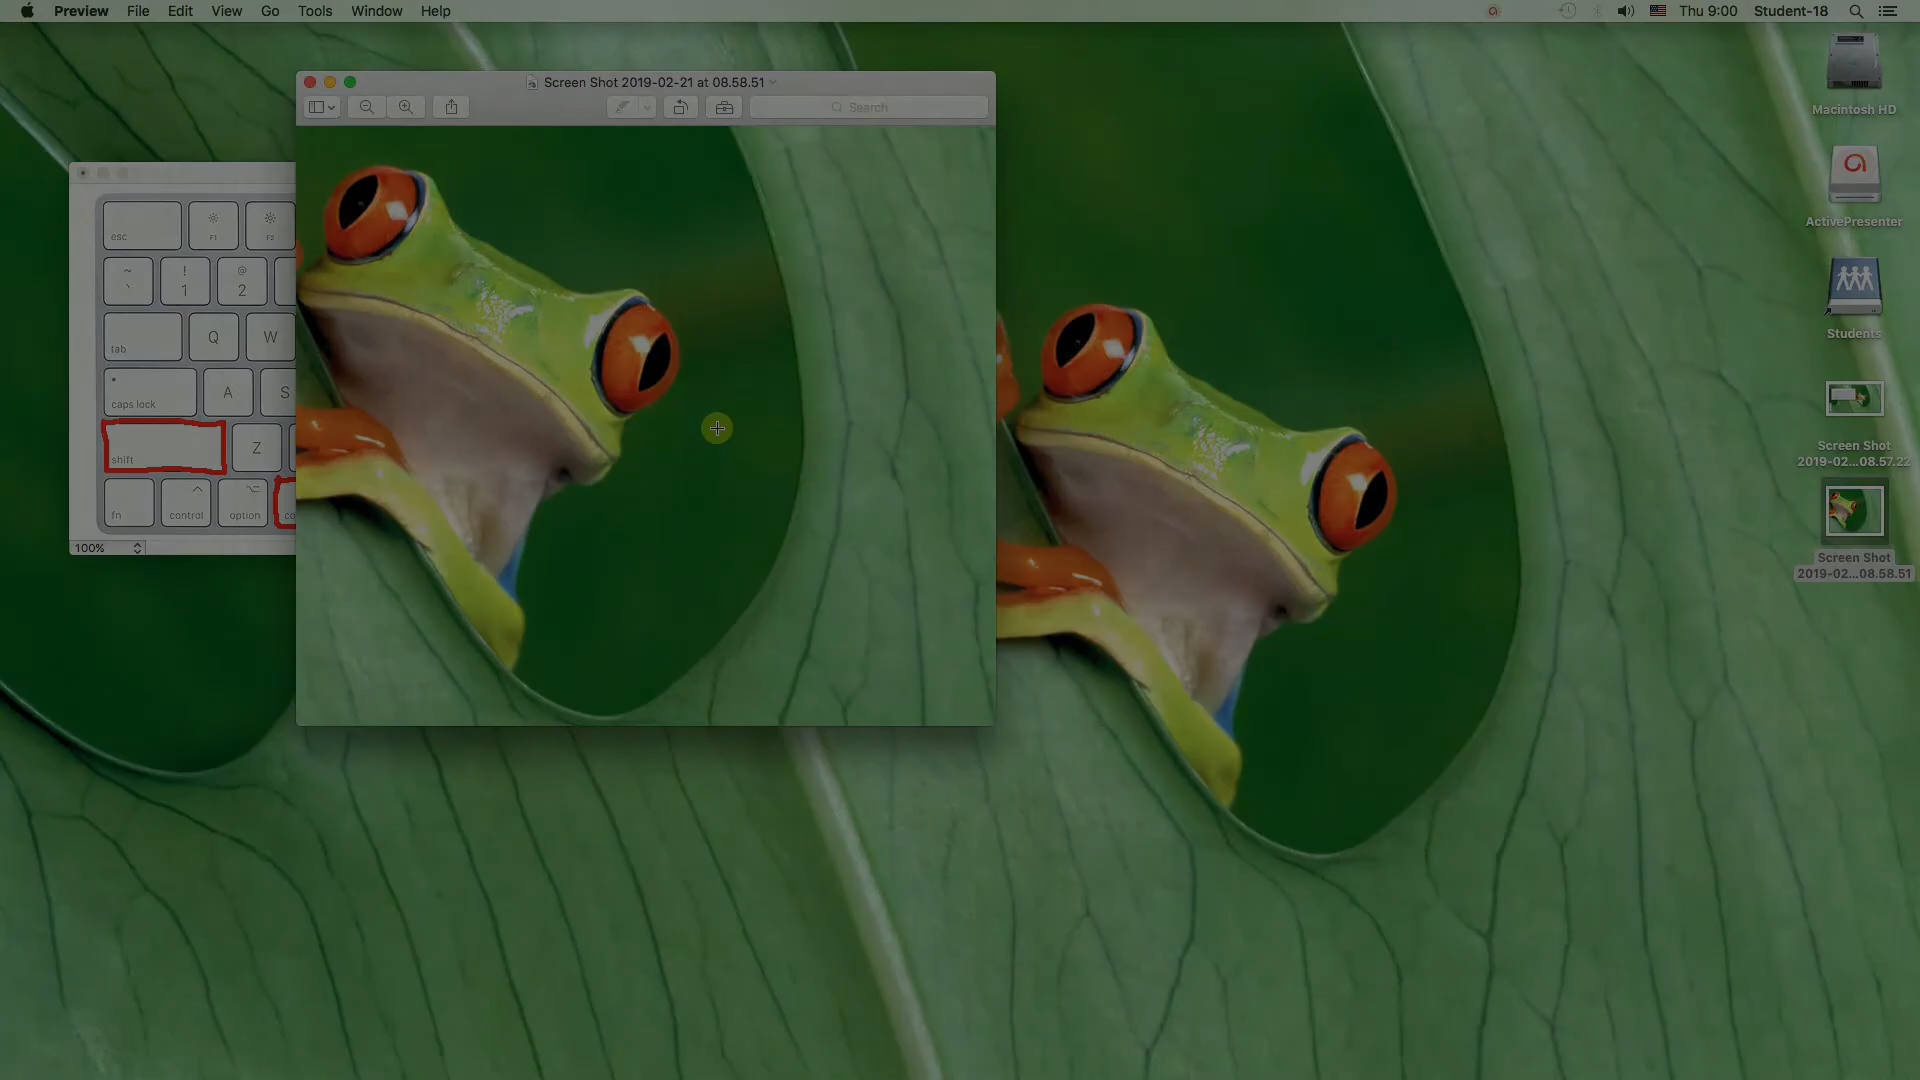 Preview File Edit View Go Tools Window Help Thu 9:00 Student-18
Screen Shot 2019-02-21 at 08.58.51
Search
esc F1 F2
~ ! @
` 1 2
tab Q W
caps lock A S
shift Z
fn control option co
100%
Macintosh HD
ActivePresenter
Students
Screen Shot
2019-02...08.57.22
Screen Shot
2019-02...08.58.51